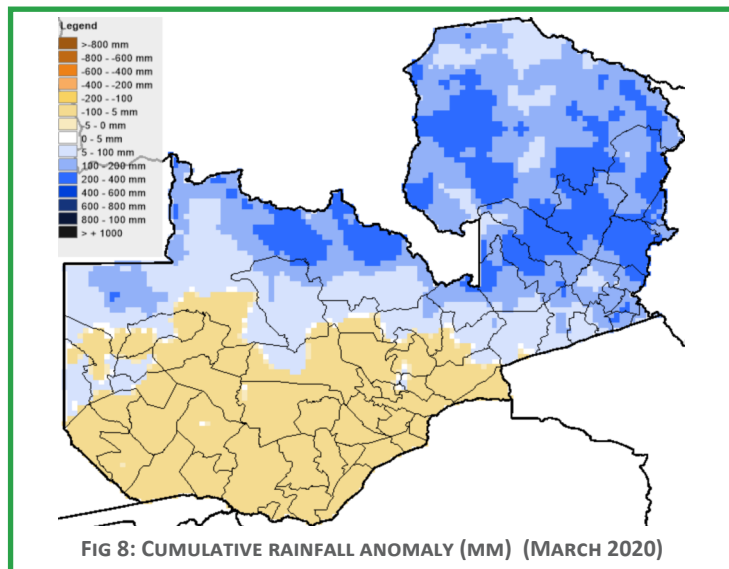 Legend
>-800 mm
-800 - -600 mm
-600 - -400 mm
-400 - -200 mm
-200 - -100
-100 - 5 mm
-5 - 0 mm
0 - 5 mm
5 - 100 mm
100 - 200 mm
200 - 400 mm
400 - 600 mm
600 - 800 mm
800 - 100 mm
> + 1000
FIG 8: CUMULATIVE RAINFALL ANOMALY (MM) (MARCH 2020)